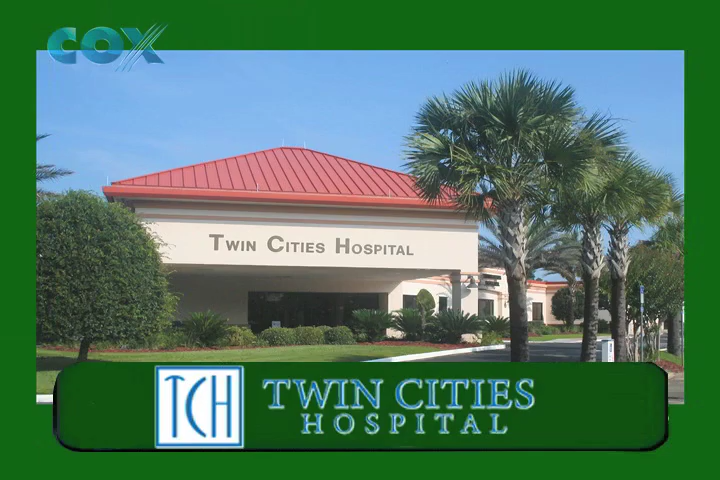 COX
TWIN CITIES HOSPITAL
TCH
TWIN CITIES
HOSPITAL